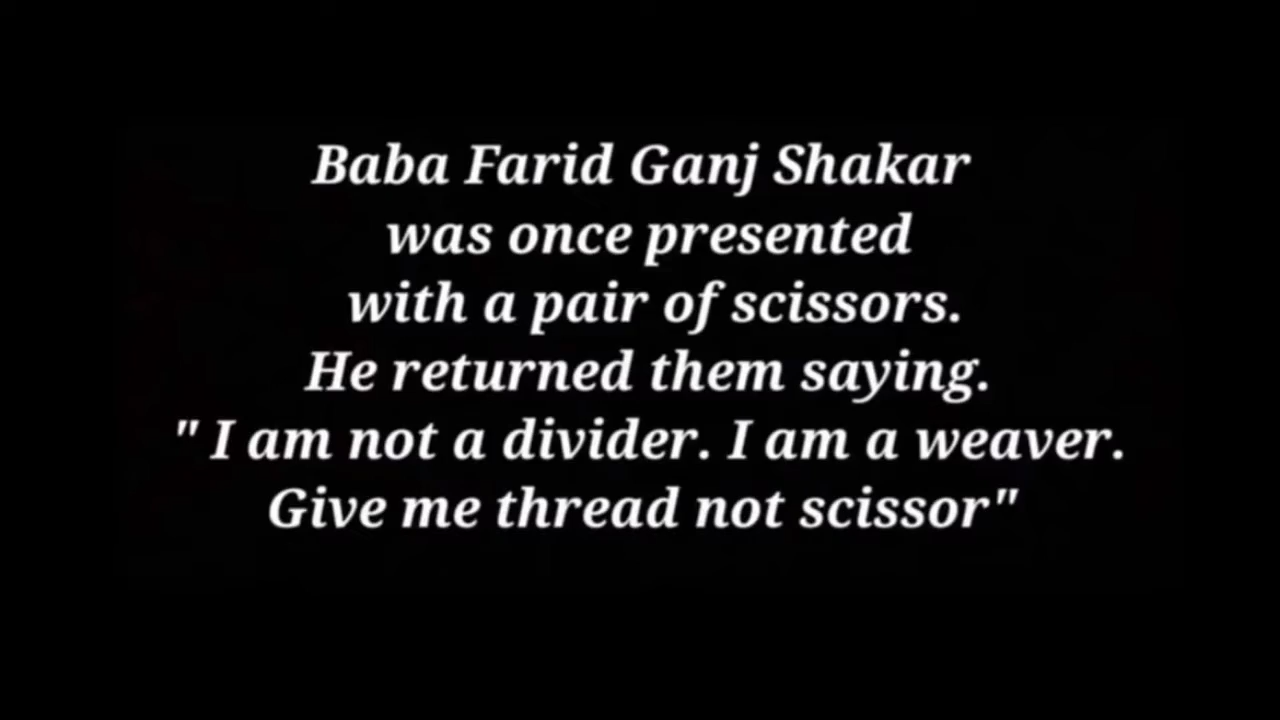 Baba Farid Ganj Shakar
was once presented
with a pair of scissors.
He returned them saying.
" I am not a divider. I am a weaver.
Give me thread not scissor"